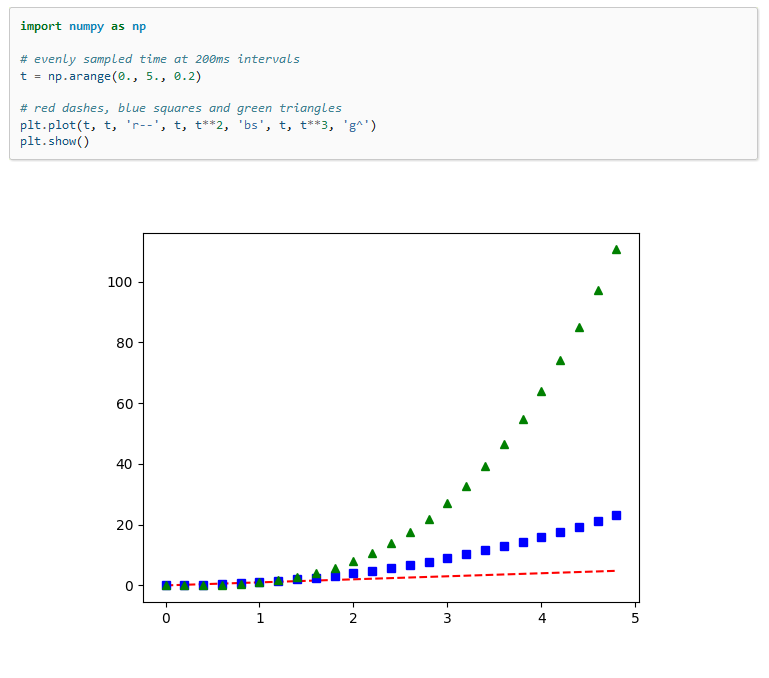 import numpy as np
# evenly sampled time at 200ms intervals
t = np.arange(0., 5., 0.2)
# red dashes, blue squares and green triangles
plt.plot(t, t, 'r--', t, t**2, 'bs', t, t**3, 'g^')
plt.show()
100
80
60
40
20
0
0 1 2 3 4 5